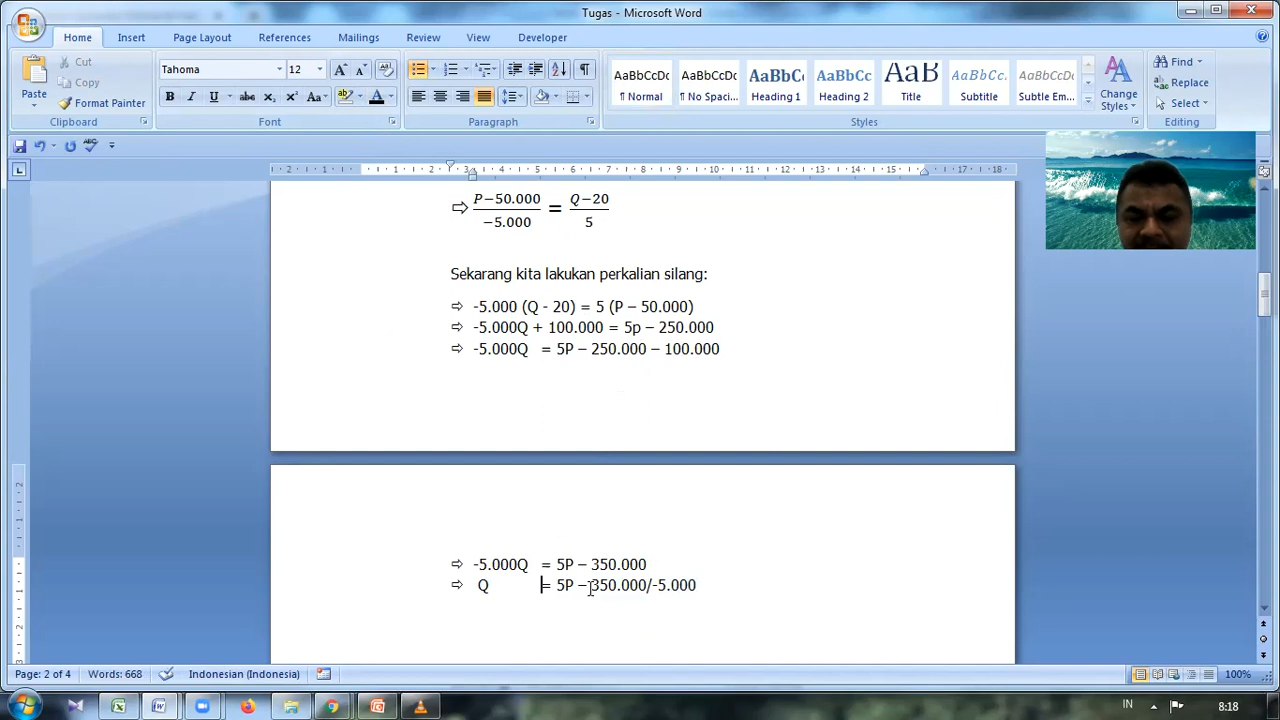 Tugas - Microsoft Word
Home Insert Page Layout References Mailings Review View Developer
Paste
Cut
Copy
Format Painter
Clipboard
Tahoma 12
Font
Paragraph
AaBbCcDc AaBbCcDc AaBbCc AaBbCc AaB AaBbCc. AaBbCcDc
¶ Normal ¶ No Spaci... Heading 1 Heading 2 Title Subtitle Subtle Em...
Change Styles
Styles
Find
Replace
Select
Editing
P−50.000 = Q−20
−5.000 5
Sekarang kita lakukan perkalian silang:
⇨ -5.000 (Q - 20) = 5 (P – 50.000)
⇨ -5.000Q + 100.000 = 5p – 250.000
⇨ -5.000Q = 5P – 250.000 – 100.000
⇨ -5.000Q = 5P – 350.000
⇨ Q = 5P – 350.000/-5.000
Page: 2 of 4 Words: 668 Indonesian (Indonesia) 100%
IN 8:18